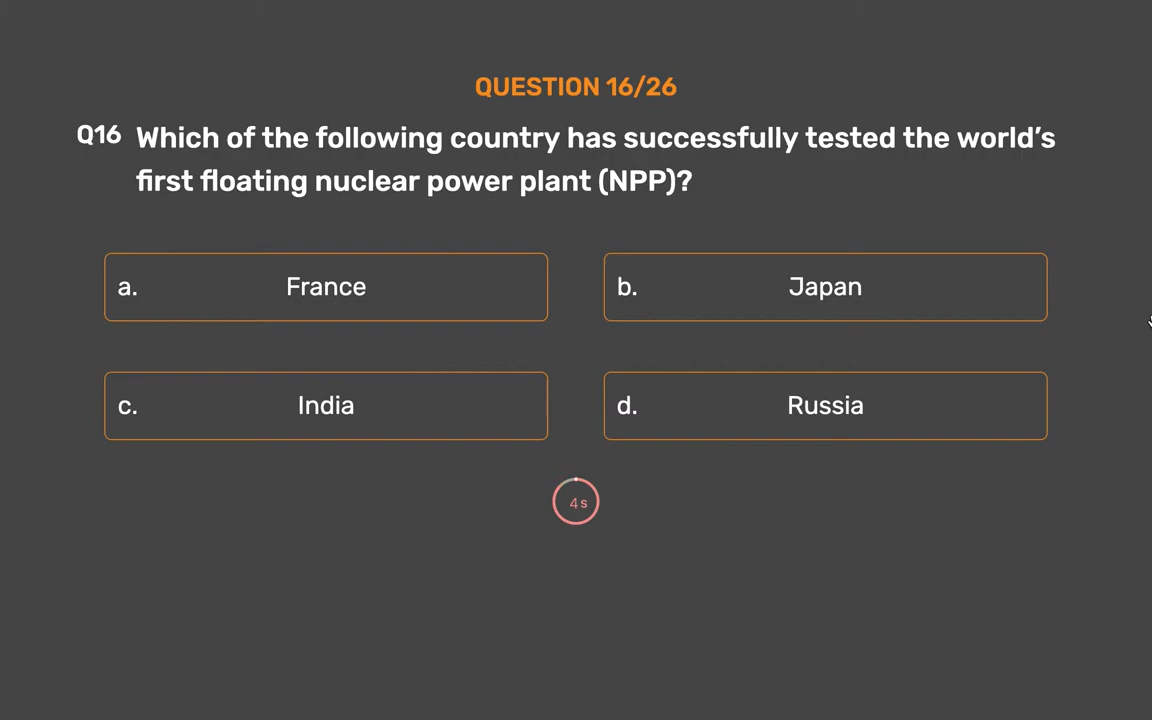 QUESTION 16/26
Q16 Which of the following country has successfully tested the world’s
first floating nuclear power plant (NPP)?
a. France
b. Japan
c. India
d. Russia
4 s